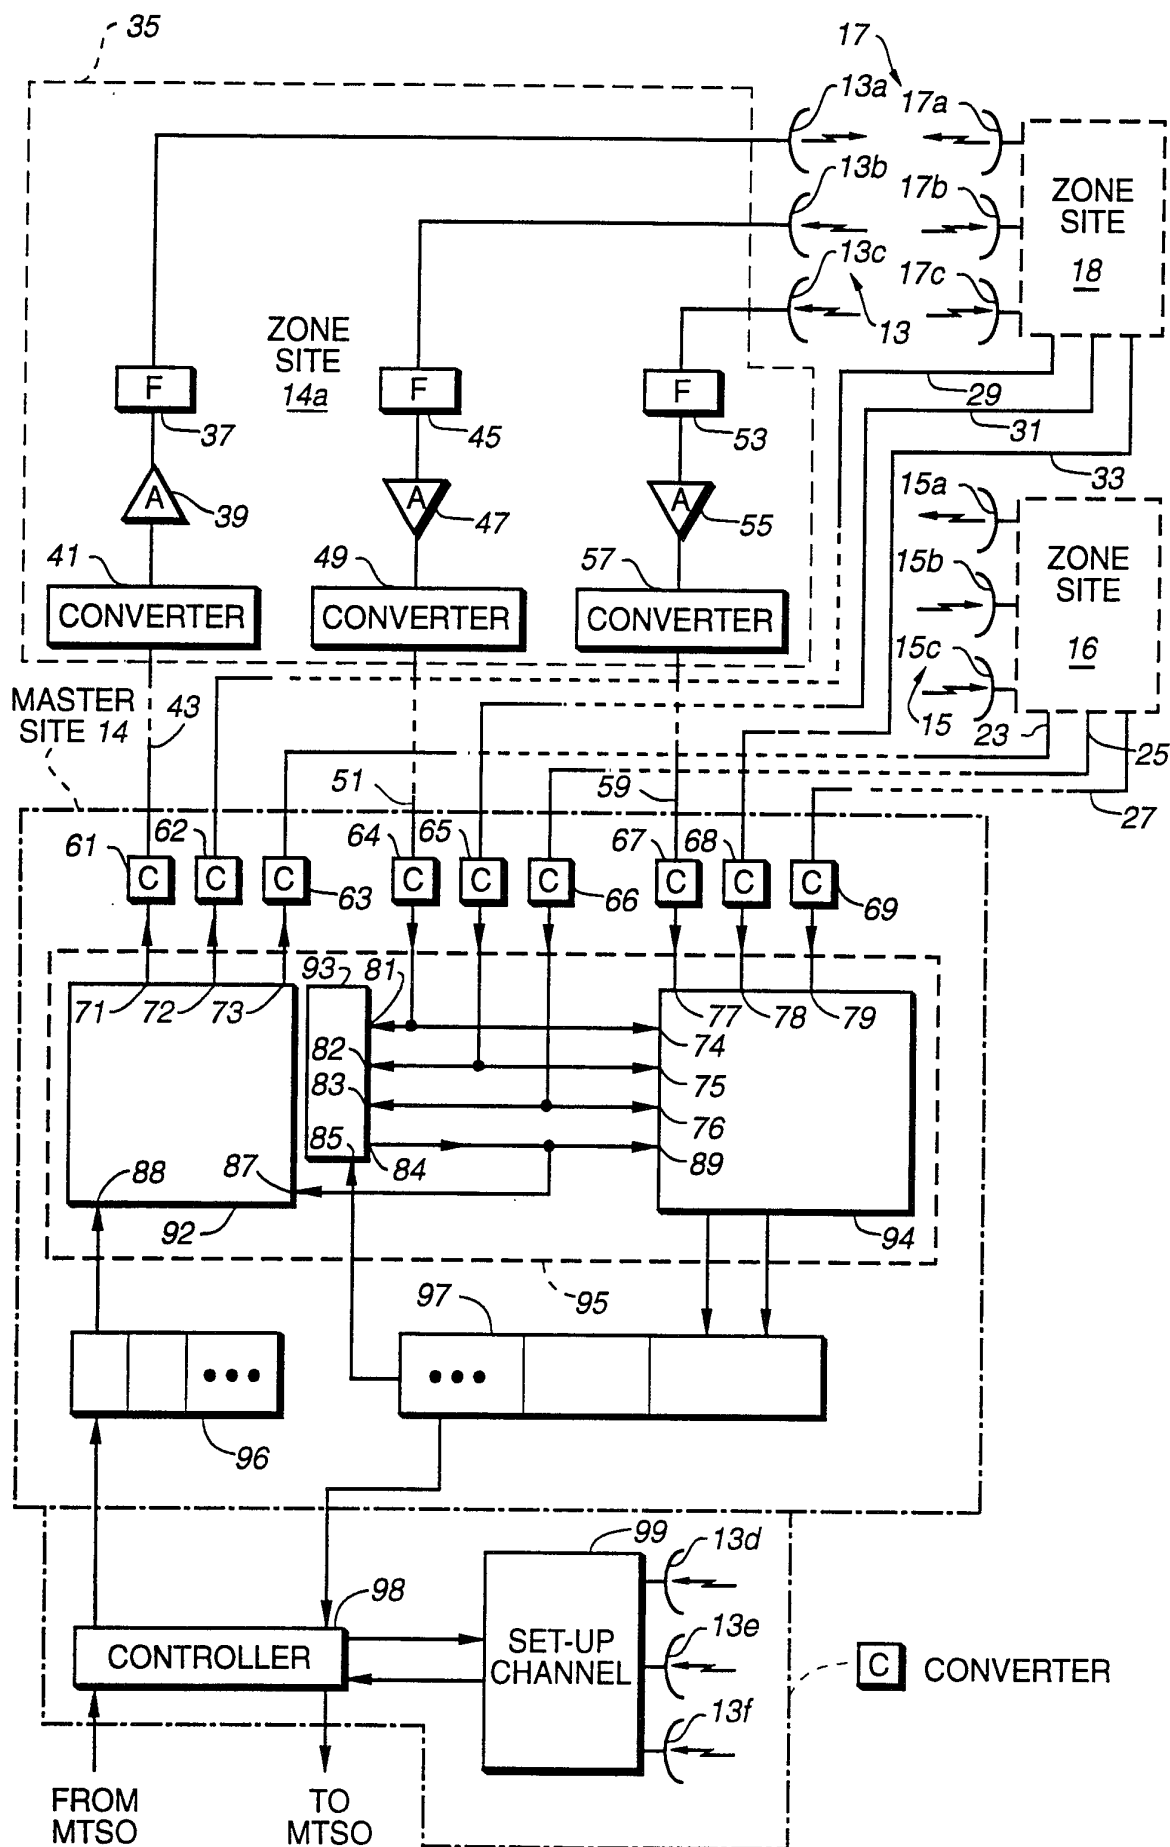 35
17
13a
17a
13b
17b
13c
17c
13
ZONE
SITE
18
ZONE
SITE
14a
29
31
33
F
37
F
45
F
53
A
39
A
47
A
55
15a
15b
15c
15
ZONE
SITE
16
41
CONVERTER
49
CONVERTER
57
CONVERTER
MASTER
SITE 14
43
51
59
23
25
27
61
C
62
C
C
63
64
C
65
C
C
66
67
C
68
C
C
69
71
72
73
93
81
82
83
85
84
77
78
79
74
75
76
89
88
87
92
94
95
97
96
99
13d
13e
13f
98
CONTROLLER
SET-UP
CHANNEL
C
CONVERTER
FROM
MTSO
TO
MTSO